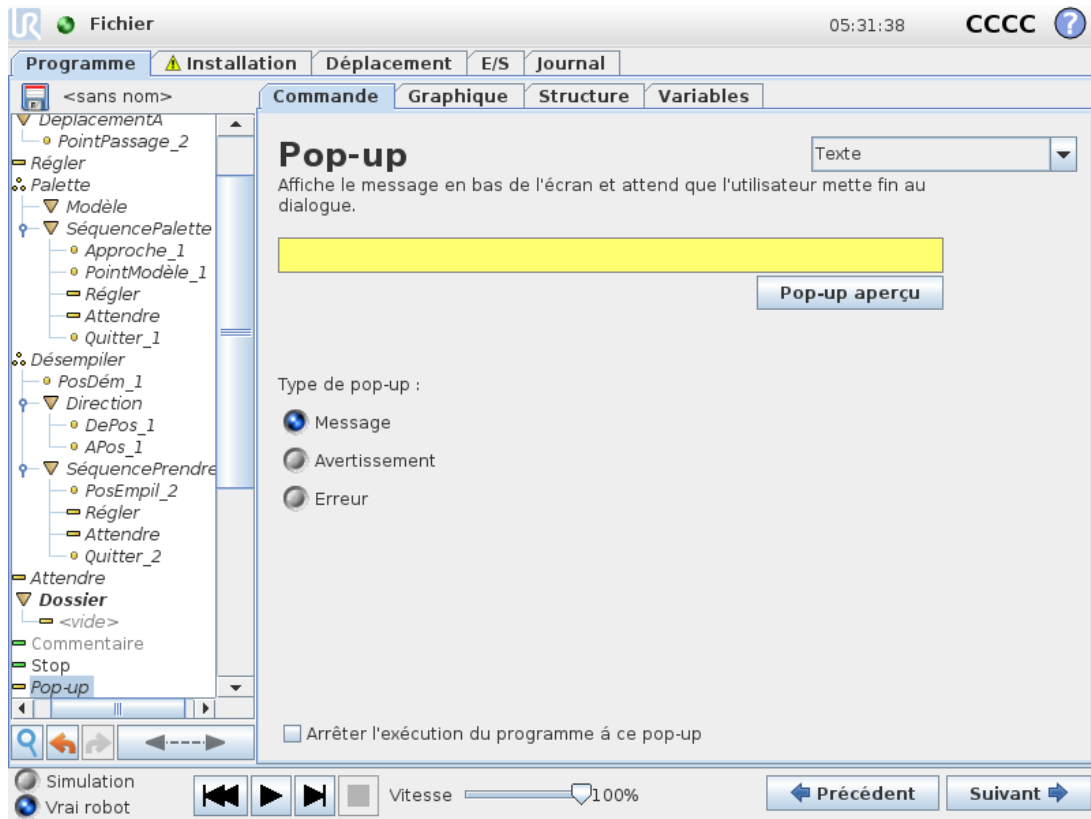 UR Fichier 05:31:38 CCCC ?
Programme Installation Déplacement E/S Journal
<sans nom> Commande Graphique Structure Variables
DéplacementA
PointPassage_2
Régler
Palette
Modèle
SéquencePalette
Approche_1
PointModèle_1
Régler
Attendre
Quitter_1
Désempiler
PosDém_1
Direction
DePos_1
APos_1
SéquencePrendre
PosEmpil_2
Régler
Attendre
Quitter_2
Attendre
Dossier
<vide>
Commentaire
Stop
Pop-up
Pop-up
Texte
Affiche le message en bas de l'écran et attend que l'utilisateur mette fin au
dialogue.
Pop-up aperçu
Type de pop-up :
Message
Avertissement
Erreur
Arrêter l'exécution du programme á ce pop-up
Simulation
Vrai robot
Vitesse 100%
Précédent Suivant